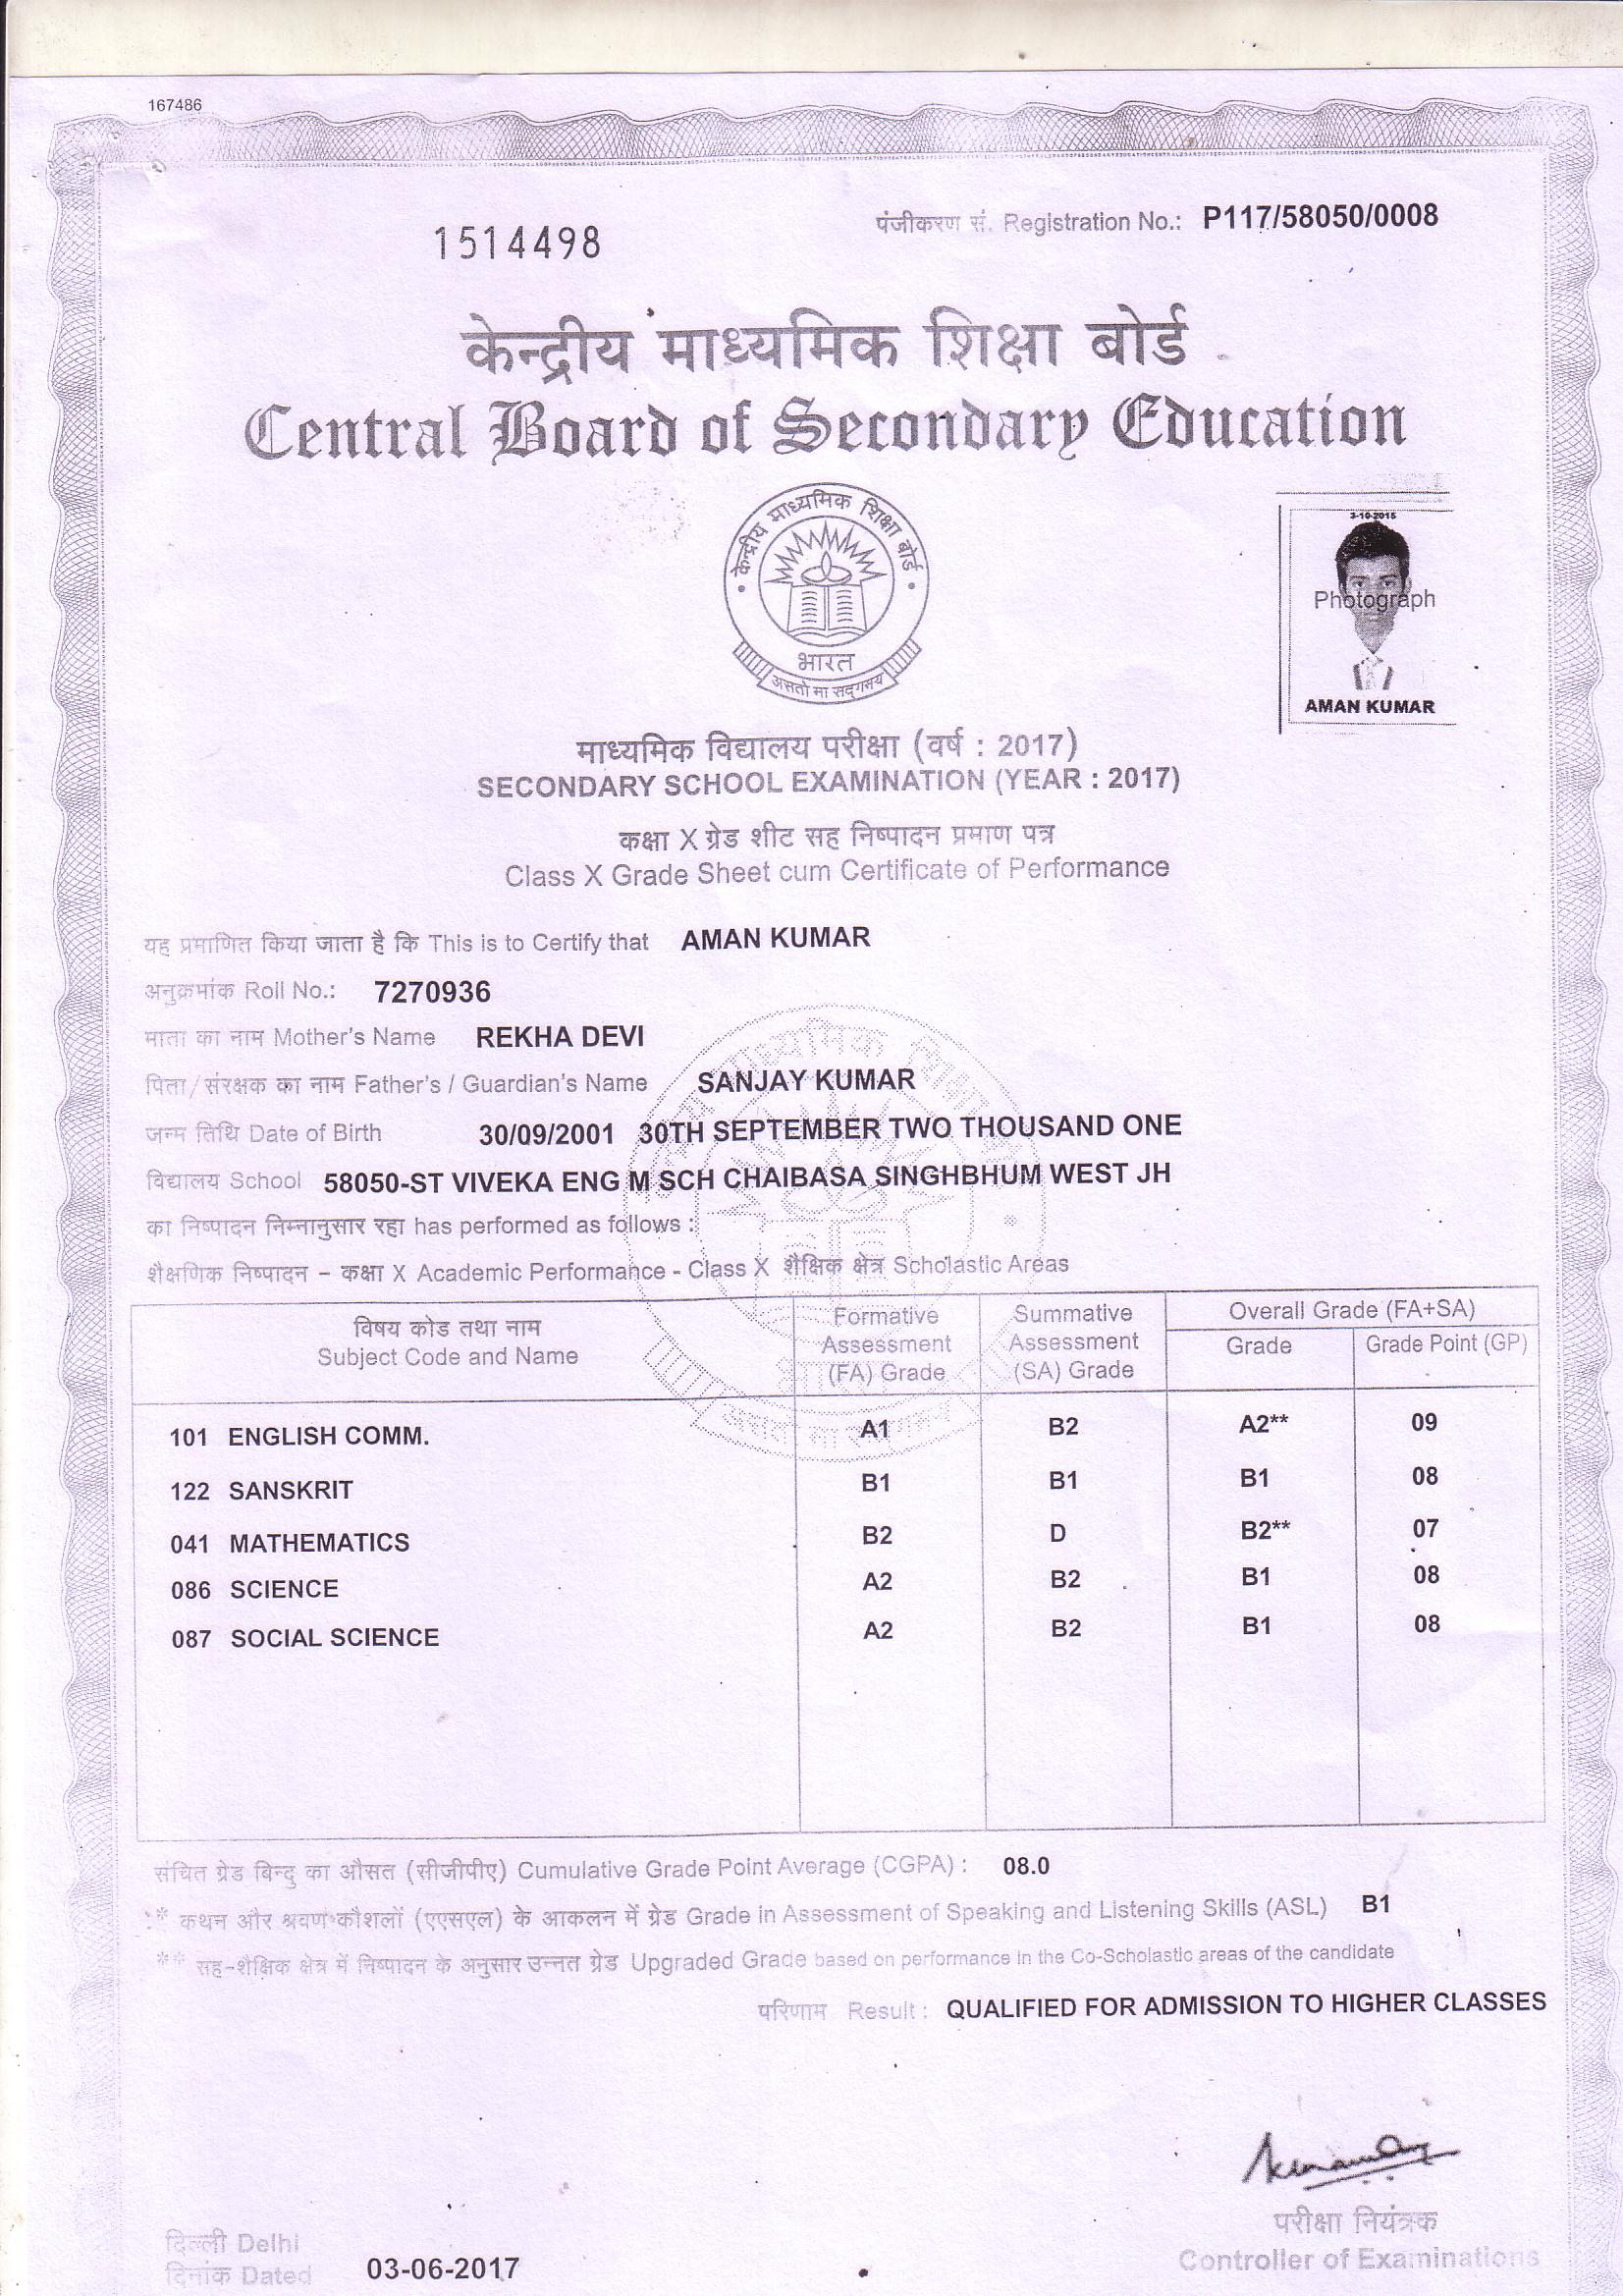 167486
1514498
पंजीकरण सं. Registration No.: P117/58050/0008
केन्द्रीय माध्यमिक शिक्षा बोर्ड
Central Board of Secondary Education
केन्द्रीय माध्यमिक शिक्षा बोर्ड
भारत
असतो मा सद्गमय
3-10-2015
Photograph
AMAN KUMAR
माध्यमिक विद्यालय परीक्षा (वर्ष : 2017)
SECONDARY SCHOOL EXAMINATION (YEAR : 2017)
कक्षा X ग्रेड शीट सह निष्पादन प्रमाण पत्र
Class X Grade Sheet cum Certificate of Performance
यह प्रमाणित किया जाता है कि This is to Certify that AMAN KUMAR
अनुक्रमांक Roll No.: 7270936
माता का नाम Mother's Name REKHA DEVI
पिता/संरक्षक का नाम Father's / Guardian's Name SANJAY KUMAR
जन्म तिथि Date of Birth 30/09/2001 30TH SEPTEMBER TWO THOUSAND ONE
विद्यालय School 58050-ST VIVEKA ENG M SCH CHAIBASA SINGHBHUM WEST JH
का निष्पादन निम्नानुसार रहा has performed as follows :
शैक्षणिक निष्पादन – कक्षा X Academic Performance - Class X शैक्षिक क्षेत्र Scholastic Areas
विषय कोड तथा नाम
Subject Code and Name
Formative
Assessment
(FA) Grade
Summative
Assessment
(SA) Grade
Overall Grade (FA+SA)
Grade Grade Point (GP)
101 ENGLISH COMM. A1 B2 A2** 09
122 SANSKRIT B1 B1 B1 08
041 MATHEMATICS B2 D B2** 07
086 SCIENCE A2 B2 B1 08
087 SOCIAL SCIENCE A2 B2 B1 08
संचित ग्रेड बिन्दु का औसत (सीजीपीए) Cumulative Grade Point Average (CGPA) : 08.0
* कथन और श्रवण कौशलों (एएसएल) के आकलन में ग्रेड Grade in Assessment of Speaking and Listening Skills (ASL) B1
** सह-शैक्षिक क्षेत्र में निष्पादन के अनुसार उन्नत ग्रेड Upgraded Grade based on performance in the Co-Scholastic areas of the candidate
परिणाम Result : QUALIFIED FOR ADMISSION TO HIGHER CLASSES
परीक्षा नियंत्रक
Controller of Examinations
दिल्ली Delhi
दिनांक Dated 03-06-2017